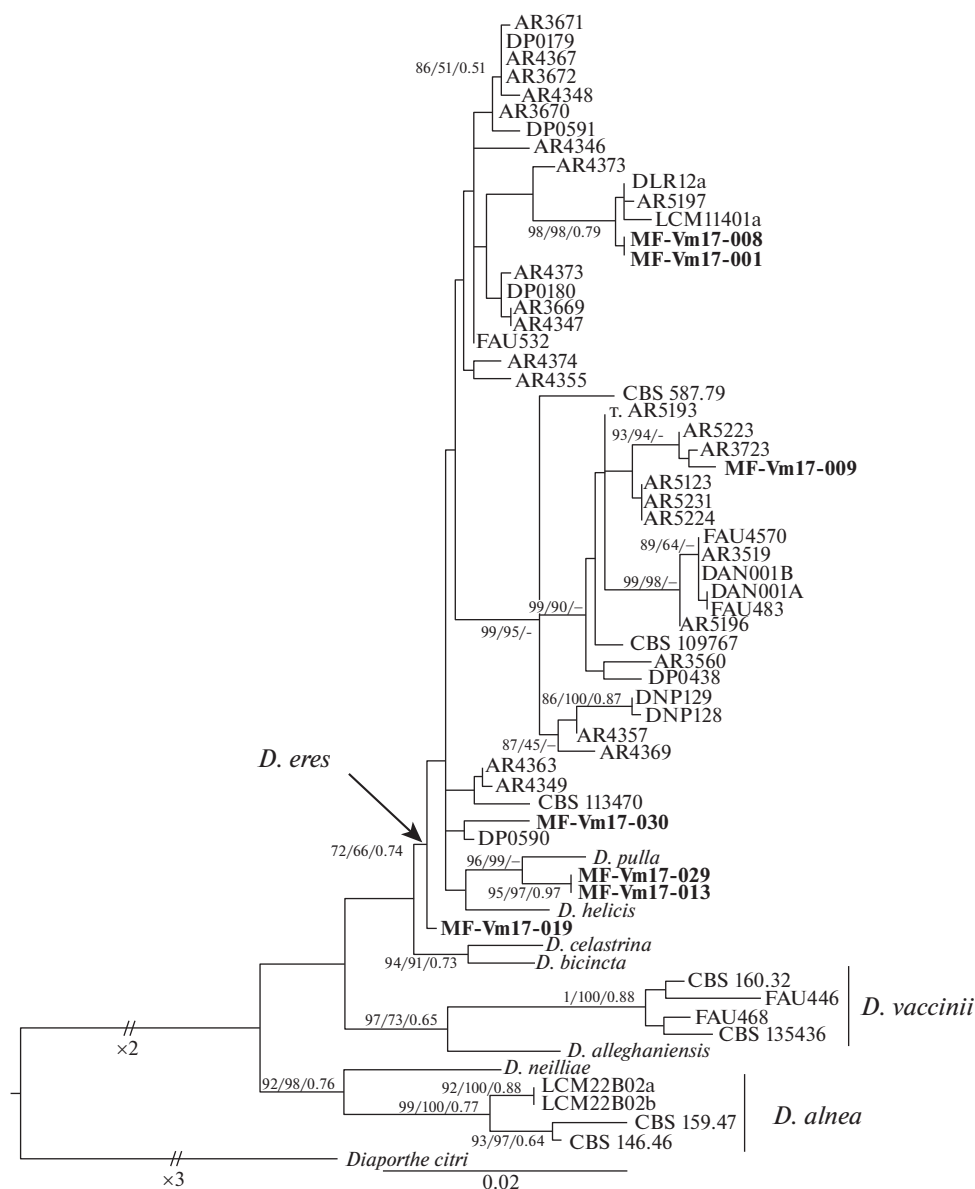 AR3671
DP0179
AR4367
86/51/0.51
AR3672
AR4348
AR3670
DP0591
AR4346
AR4373
DLR12a
AR5197
LCM11401a
98/98/0.79
MF-Vm17-008
MF-Vm17-001
AR4373
DP0180
AR3669
AR4347
FAU532
AR4374
AR4355
CBS 587.79
т. AR5193
93/94/-
AR5223
AR3723
MF-Vm17-009
AR5123
AR5231
AR5224
89/64/–
FAU4570
AR3519
99/98/–
DAN001B
DAN001A
FAU483
AR5196
99/90/–
99/95/-
CBS 109767
AR3560
DP0438
86/100/0.87
DNP129
DNP128
AR4357
87/45/–
AR4369
D. eres
AR4363
AR4349
CBS 113470
MF-Vm17-030
DP0590
72/66/0.74
96/99/–
D. pulla
MF-Vm17-029
95/97/0.97
MF-Vm17-013
D. helicis
MF-Vm17-019
D. celastrina
94/91/0.73
D. bicincta
CBS 160.32
1/100/0.88
FAU446
D. vaccinii
97/73/0.65
FAU468
CBS 135436
×2
D. alleghaniensis
D. neilliae
92/98/0.76
92/100/0.88
LCM22B02a
LCM22B02b
99/100/0.77
D. alnea
CBS 159.47
93/97/0.64
CBS 146.46
Diaporthe citri
×3
0.02